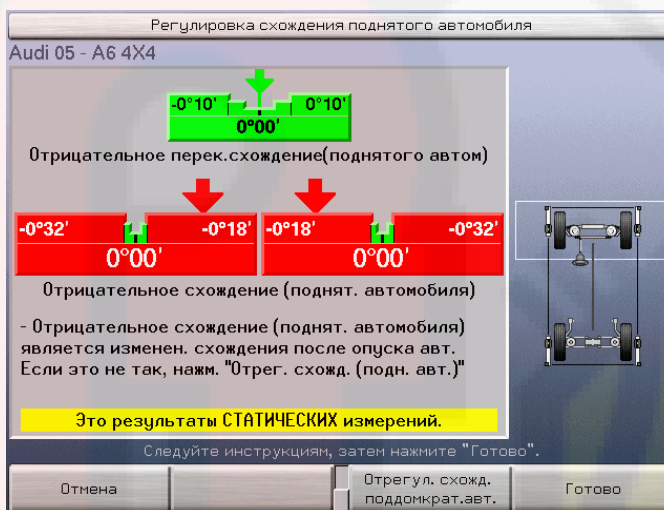 Регулировка схождения поднятого автомобиля
Audi 05 - A6 4X4
-0°10' 0°10'
0°00'
Отрицательное перек.схождение(поднятого автом)
-0°32' -0°18' -0°18' -0°32'
0°00' 0°00'
Отрицательное схождение (поднят. автомобиля)
- Отрицательное схождение (поднят. автомобиля)
является изменен. схождения после опуска авт.
Если это не так, нажм. "Отрег. схожд. (подн. авт.)"
Это результаты СТАТИЧЕСКИХ измерений.
Следуйте инструкциям, затем нажмите "Готово".
Отмена
Отрегул. схожд.
поддомкрат.авт.
Готово